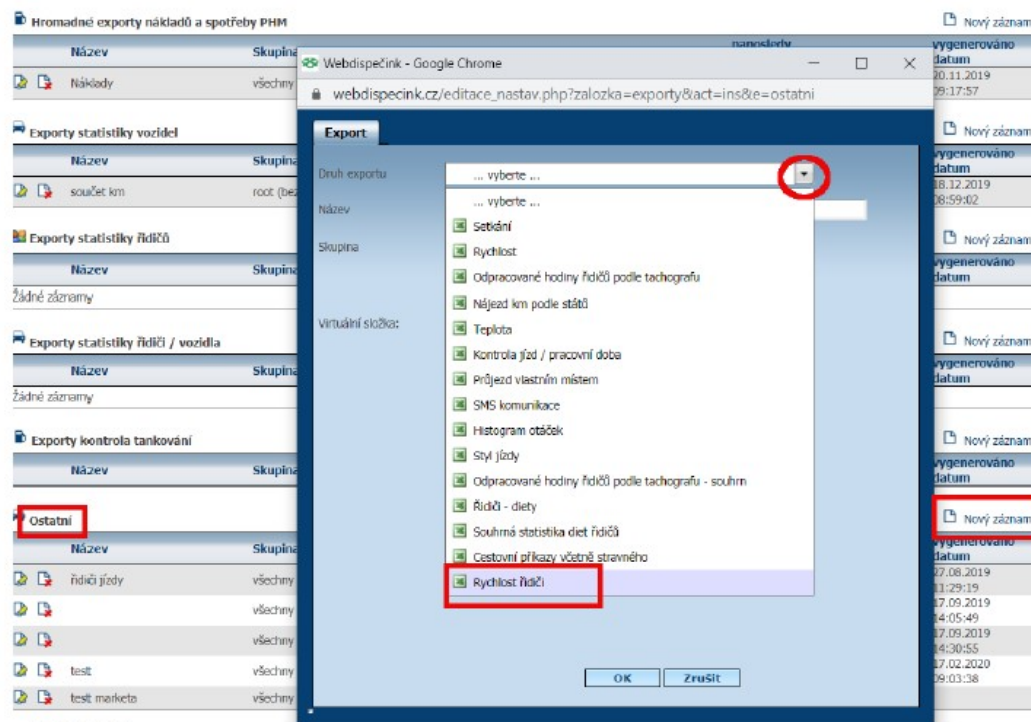 Hromadné exporty nákladů a spotřeby PHM Nový záznam
Název Skupina naposledy vygenerováno datum
Náklady všechny 20.11.2019 09:17:57
Exporty statistiky vozidel Nový záznam
Název Skupina vygenerováno datum
součet km root (bez 18.12.2019 08:59:02
Exporty statistiky řidičů Nový záznam
Název Skupina vygenerováno datum
Žádné záznamy
Exporty statistiky řidiči / vozidla Nový záznam
Název Skupina vygenerováno datum
Žádné záznamy
Exporty kontrola tankování Nový záznam
Název Skupina vygenerováno datum
Ostatní Nový záznam
Název Skupina vygenerováno datum
řidiči jízdy všechny 27.08.2019 11:29:19
všechny 17.09.2019 14:05:49
všechny 17.09.2019 14:30:55
testt všechny 17.02.2020 09:03:38
testt marketa všechny
Webdispečink - Google Chrome
webdispecink.cz/editace_nastav.php?zalozka=exporty&act=ins&e=ostatni
Export
Druh exportu ... vyberte ...
Název
Skupina
Virtuální složka:
... vyberte ...
Setkání
Rychlost
Odpracované hodiny řidičů podle tachografu
Nájezd km podle států
Teplota
Kontrola jízd / pracovní doba
Průjezd vlastním místem
SMS komunikace
Histogram otáček
Styl jízdy
Odpracované hodiny řidičů podle tachografu - souhrn
Řidiči - diety
Souhrná statistika diet řidičů
Cestovní příkazy včetně stravného
Rychlost řidiči
OK Zrušit